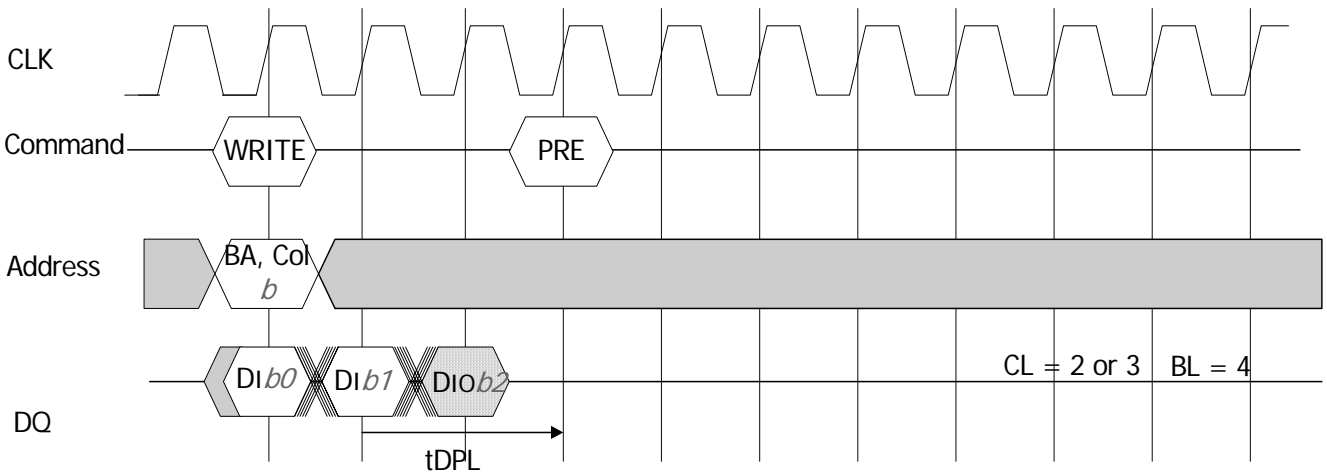 CLK
Command
WRITE
PRE
Address
BA, Col
b
DQ
DIb0
DIb1
DIOb2
CL = 2 or 3
BL = 4
tDPL